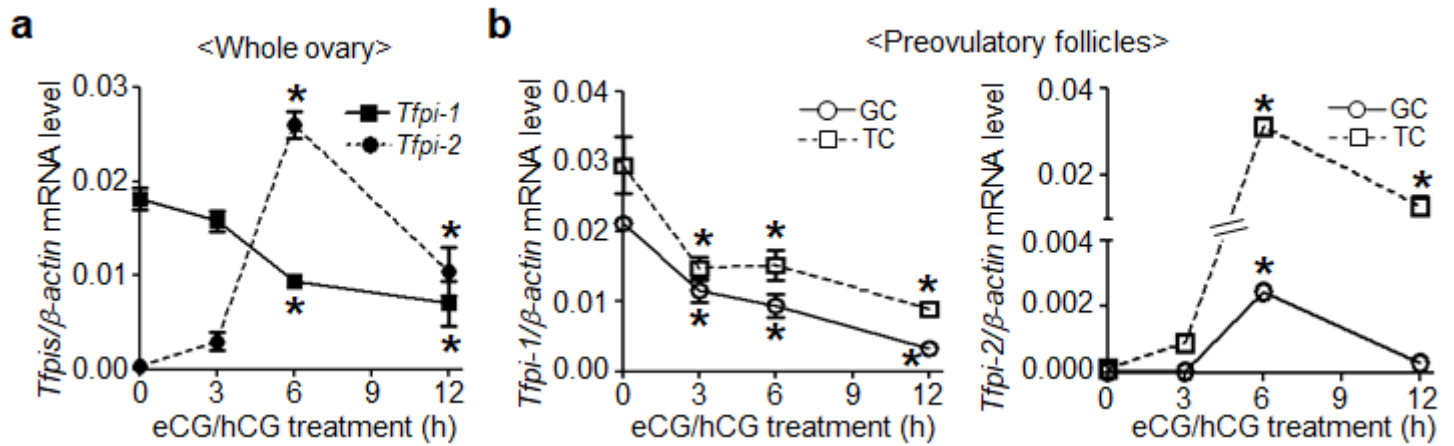 a
<Whole ovary>
Tfpis/β-actin mRNA level
0.03
0.02
0.01
0.00
Tfpi-1
Tfpi-2
*
*
*
*
0 3 6 9 12
eCG/hCG treatment (h)
b
<Preovulatory follicles>
Tfpi-1/β-actin mRNA level
0.04
0.03
0.02
0.01
0.00
GC
TC
*
*
*
*
*
*
0 3 6 9 12
eCG/hCG treatment (h)
Tfpi-2/β-actin mRNA level
0.04
0.02
0.004
0.002
0.000
GC
TC
*
*
*
0 3 6 9 12
eCG/hCG treatment (h)